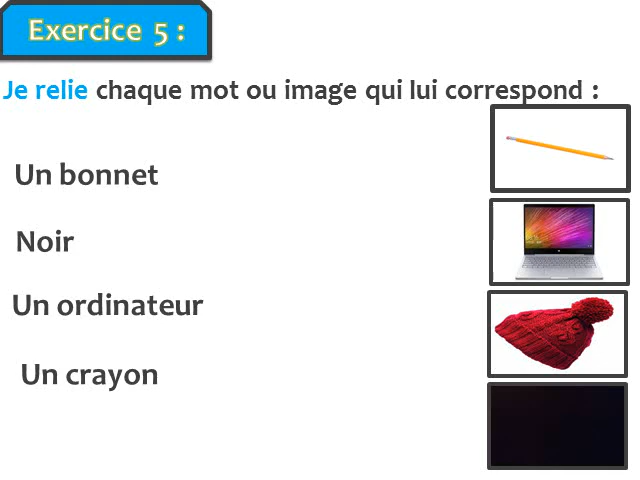 Exercice 5 :
Je relie chaque mot ou image qui lui correspond :
Un bonnet
Noir
Un ordinateur
Un crayon